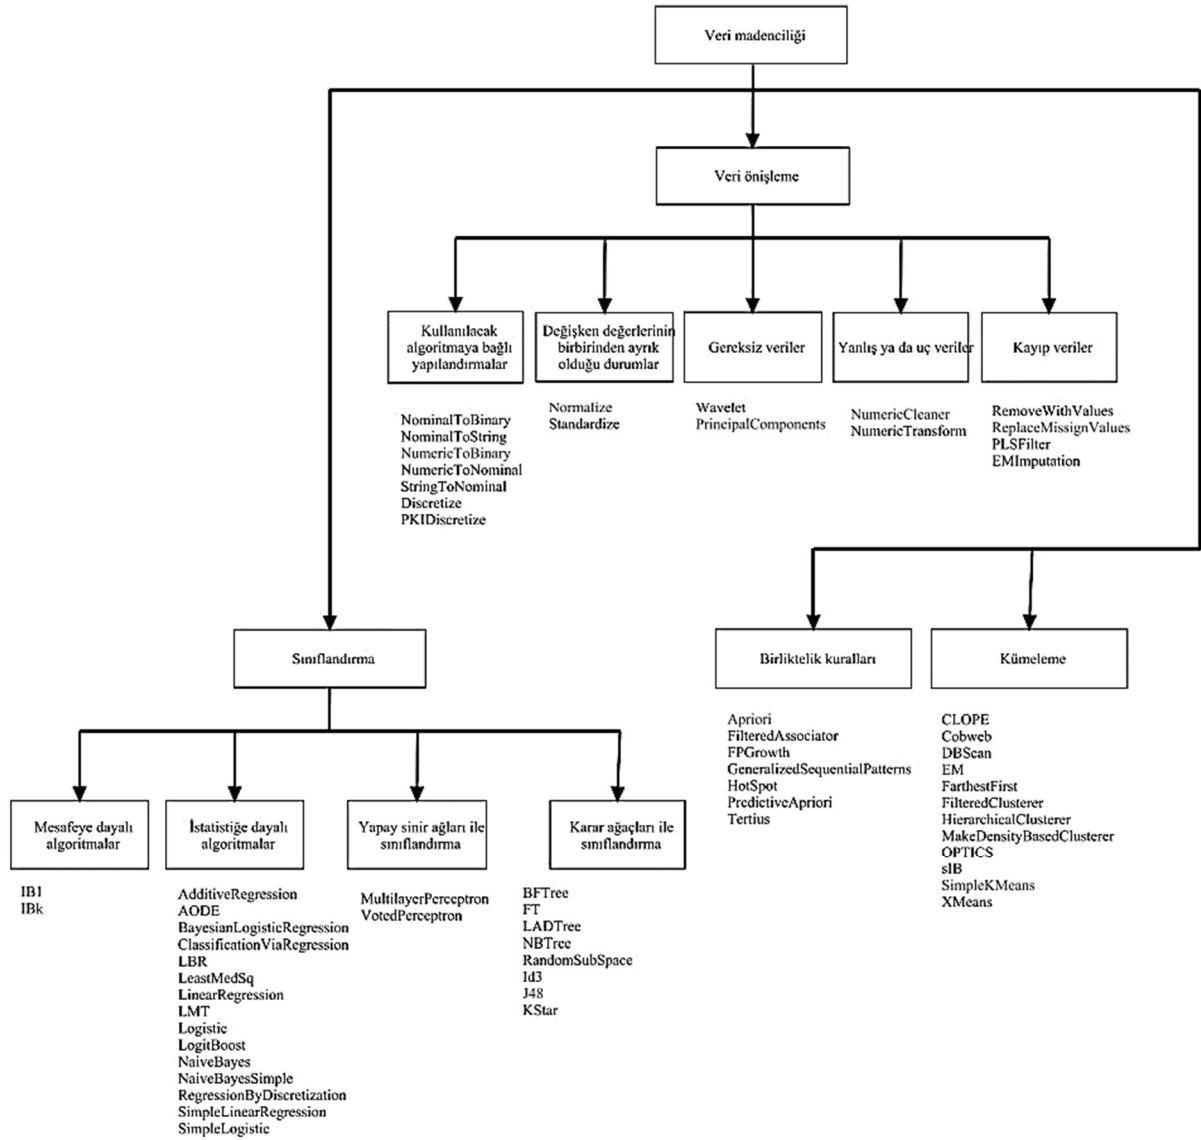 Veri madenciliği
Veri önişleme
Kullanılacak
algoritmaya bağlı
yapılandırmalar
NominalToBinary
NominalToString
NumericToBinary
NumericToNominal
StringToNominal
Discretize
PKIDiscretize
Değişken değerlerinin
birbirinden ayrık
olduğu durumlar
Normalize
Standardize
Gereksiz veriler
Wavelet
PrincipalComponents
Yanlış ya da uç veriler
NumericCleaner
NumericTransform
Kayıp veriler
RemoveWithValues
ReplaceMissignValues
PLSFilter
EMImputation
Sınıflandırma
Mesafeye dayalı
algoritmalar
IB1
IBk
İstatistiğe dayalı
algoritmalar
AdditiveRegression
AODE
BayesianLogisticRegression
ClassificationViaRegression
LBR
LeastMedSq
LinearRegression
LMT
Logistic
LogitBoost
NaiveBayes
NaiveBayesSimple
RegressionByDiscretization
SimpleLinearRegression
SimpleLogistic
Yapay sinir ağları ile
sınıflandırma
MultilayerPerceptron
VotedPerceptron
Karar ağaçları ile
sınıflandırma
BFTree
FT
LADTree
NBTree
RandomSubSpace
Id3
J48
KStar
Birliktelik kuralları
Apriori
FilteredAssociator
FPGrowth
GeneralizedSequentialPatterns
HotSpot
PredictiveApriori
Tertius
Kümeleme
CLOPE
Cobweb
DBScan
EM
FarthestFirst
FilteredClusterer
HierarchicalClusterer
MakeDensityBasedClusterer
OPTICS
sIB
SimpleKMeans
XMeans